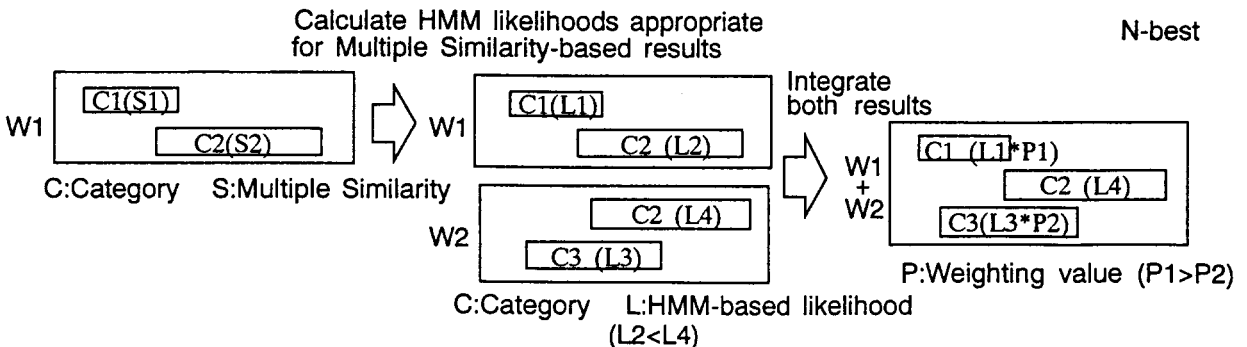 Calculate HMM likelihoods appropriate
for Multiple Similarity-based results
N-best
W1
C1(S1)
C2(S2)
C:Category S:Multiple Similarity
W1
C1(L1)
C2 (L2)
W2
C2 (L4)
C3 (L3)
C:Category L:HMM-based likelihood
(L2<L4)
Integrate
both results
W1
+
W2
C1 (L1*P1)
C2 (L4)
C3(L3*P2)
P:Weighting value (P1>P2)